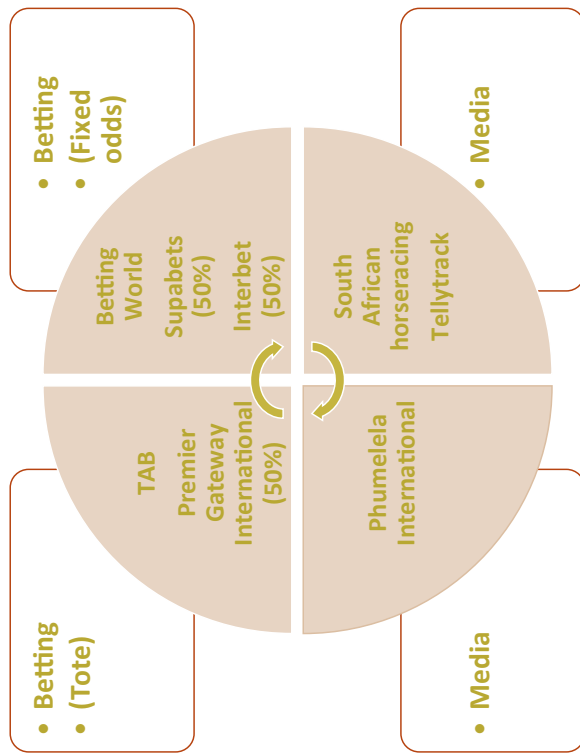 • Betting
• (Tote)
• Betting
• (Fixed
odds)
TAB
Premier
Gateway
International
(50%)
Betting
World
Supabets
(50%)
Interbet
(50%)
Phumelela
International
South
African
horseracing
Tellytrack
• Media
• Media